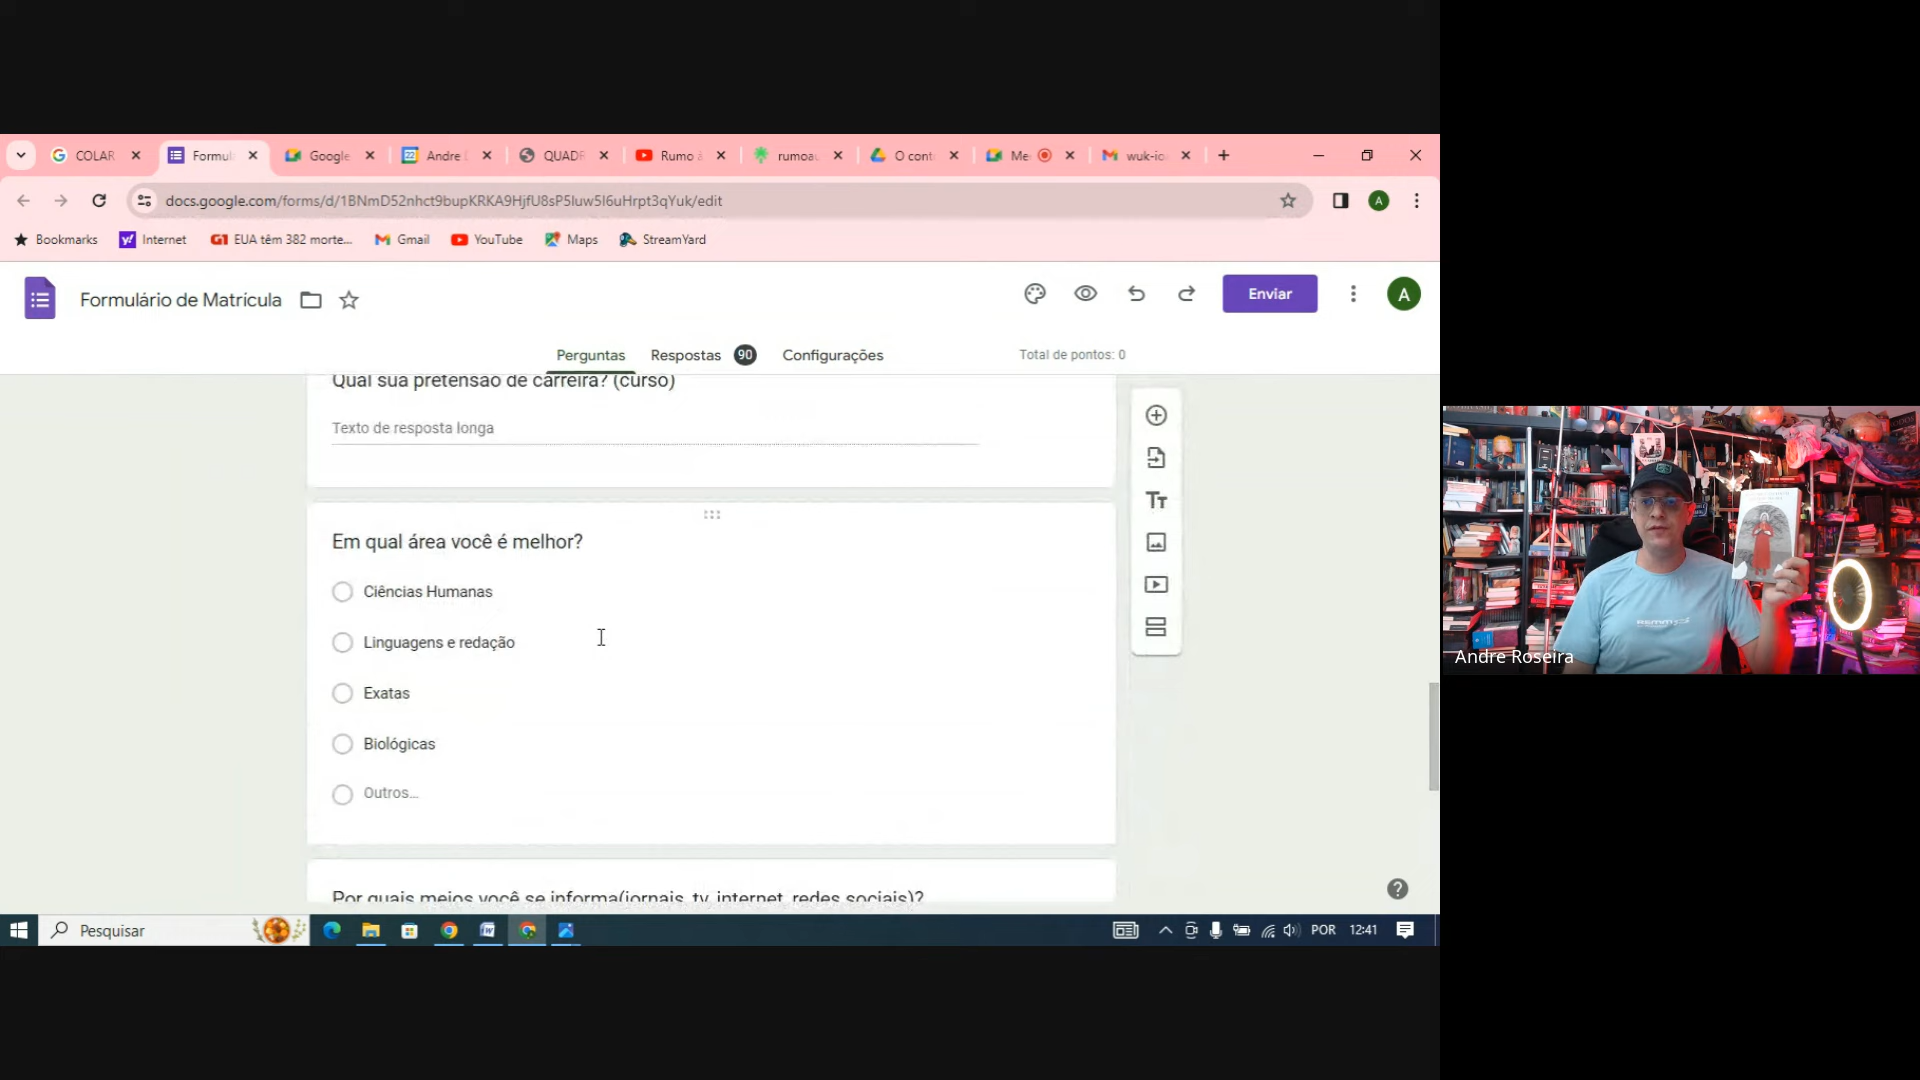 COLAR
Formul
Google
Andre
QUADR
Rumo à
rumoau
O cont
Me
wuk-io
docs.google.com/forms/d/1BNmD52nhct9bupKRKA9HjfU8sP5Iuw5I6uHrpt3qYuk/edit
Bookmarks
Internet
EUA têm 382 morte...
Gmail
YouTube
Maps
StreamYard
Formulário de Matrícula
Enviar
A
Perguntas
Respostas
90
Configurações
Total de pontos: 0
Qual sua pretensão de carreira? (curso)
Texto de resposta longa
Em qual área você é melhor?
Ciências Humanas
Linguagens e redação
Exatas
Biológicas
Outros...
Por quais meios você se informa(jornais, tv, internet, redes sociais)?
Andre Roseira
Pesquisar
POR
12:41